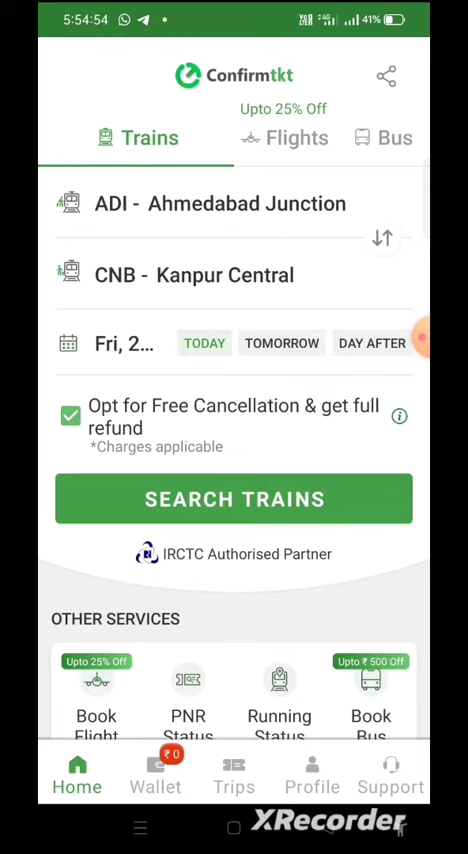 5:54:54
4G 41%
Confirmtkt
Upto 25% Off
Trains Flights Bus
ADI - Ahmedabad Junction
CNB - Kanpur Central
Fri, 2... TODAY TOMORROW DAY AFTER
Opt for Free Cancellation & get full
refund
*Charges applicable
SEARCH TRAINS
IRCTC Authorised Partner
OTHER SERVICES
Upto 25% Off Upto ₹ 500 Off
Book PNR Running Book
Flight Status Status Bus
₹ 0
Home Wallet Trips Profile Support
XRecorder